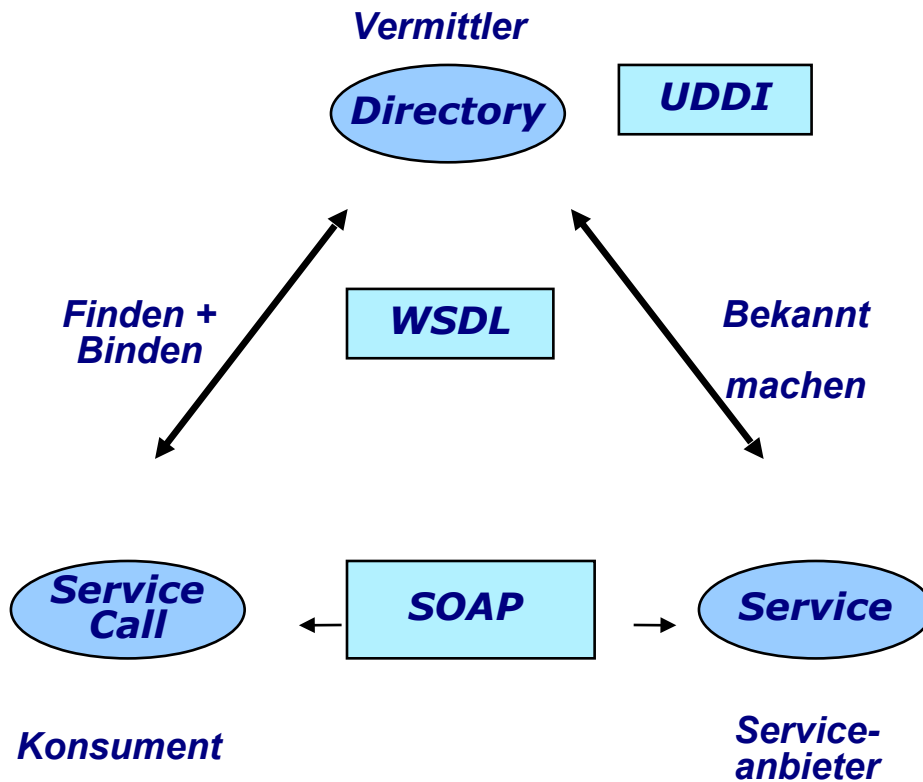 Vermittler
Directory
UDDI
Finden +
Binden
WSDL
Bekannt
machen
Service
Call
SOAP
Service
Konsument
Service-
anbieter